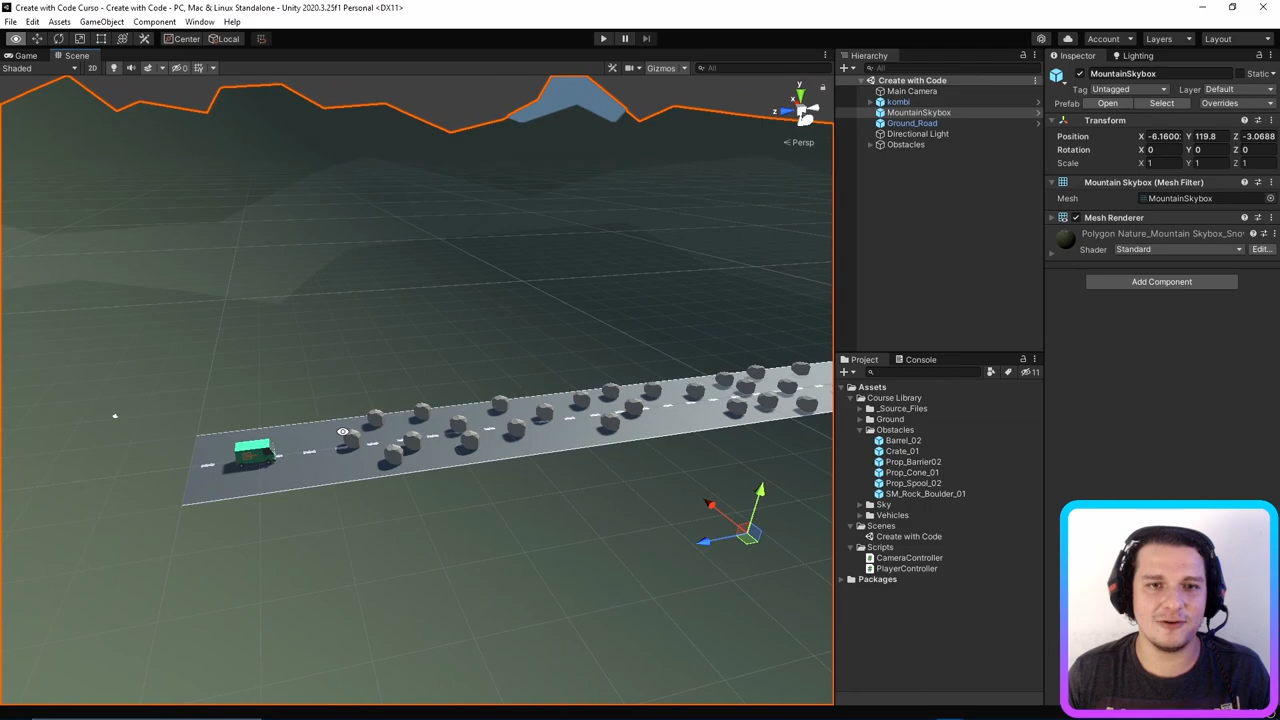 Create with Code Curso - Create with Code - PC, Mac & Linux Standalone - Unity 2020.3.25f1 Personal <DX11>
File Edit Assets GameObject Component Window Help
Center Local
Account Layers Layout
Game Scene
Shaded 2D 0 Gizmos All
y
x
z
Persp
Hierarchy
All
Create with Code
Main Camera
kombi
MountainSkybox
Ground_Road
Directional Light
Obstacles
Project Console
11
Assets
Course Library
_Source_Files
Ground
Obstacles
Barrel_02
Crate_01
Prop_Barrier02
Prop_Cone_01
Prop_Spool_02
SM_Rock_Boulder_01
Sky
Vehicles
Scenes
Create with Code
Scripts
CameraController
PlayerController
Packages
Inspector Lighting
MountainSkybox Static
Tag Untagged Layer Default
Prefab Open Select Overrides
Transform
Position X -6.1600 Y 119.8 Z -3.0688
Rotation X 0 Y 0 Z 0
Scale X 1 Y 1 Z 1
Mountain Skybox (Mesh Filter)
Mesh MountainSkybox
Mesh Renderer
Polygon Nature_Mountain Skybox_Sno
Shader Standard Edit...
Add Component